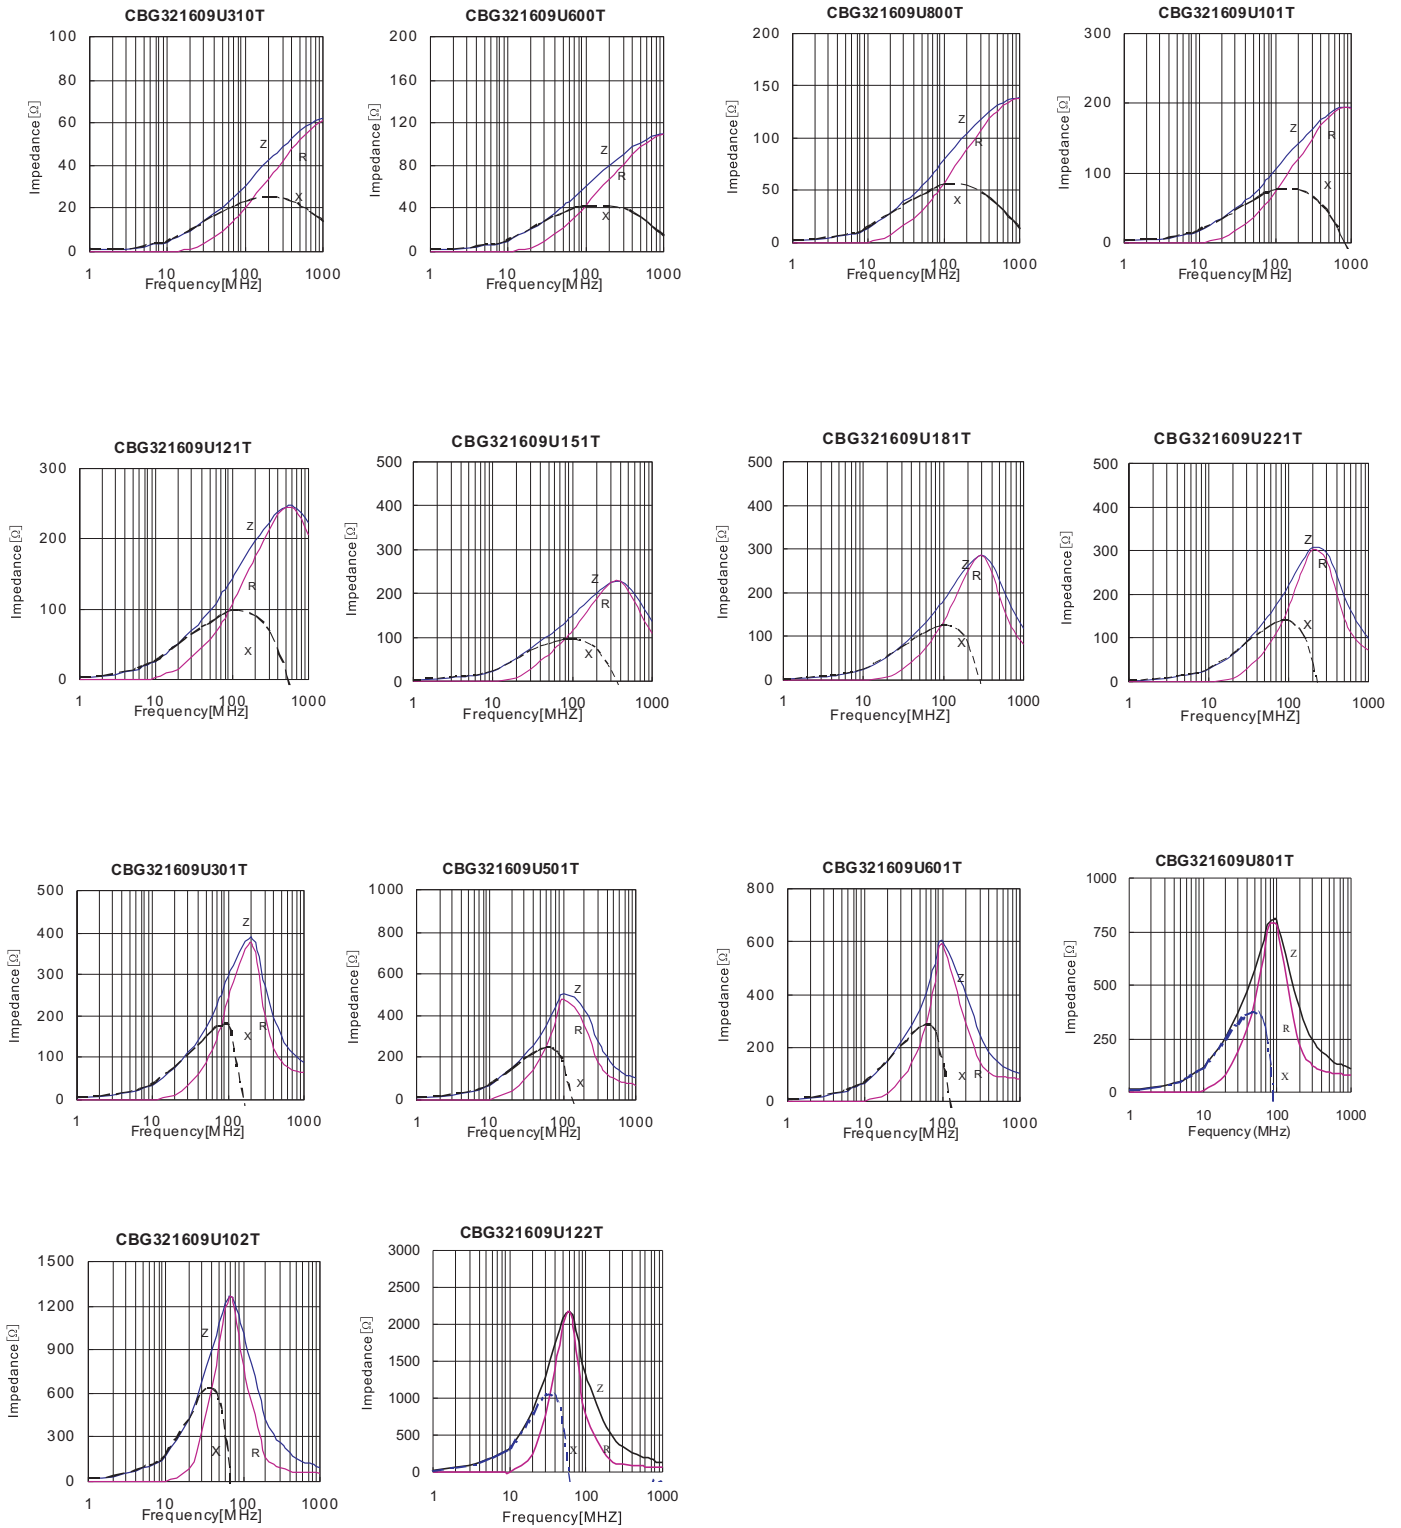 CBG321609U310T
100
80
60
40
20
0
Impedance[Ω]
Z
R
X
1 10 100 1000
Frequency[MHz]
CBG321609U600T
200
160
120
80
40
0
Impedance[Ω]
Z
R
X
1 10 100 1000
Frequency[MHz]
CBG321609U800T
200
150
100
50
0
Impedance[Ω]
Z
R
X
1 10 100 1000
Frequency[MHz]
CBG321609U101T
300
200
100
0
Impedance[Ω]
Z
R
X
1 10 100 1000
Frequency[MHz]
CBG321609U121T
300
200
100
0
Impedance[Ω]
Z
R
X
1 10 100 1000
Frequency[MHz]
CBG321609U151T
500
400
300
200
100
0
Impedance[Ω]
Z
R
X
1 10 100 1000
Frequency[MHZ]
CBG321609U181T
500
400
300
200
100
0
Impedance[Ω]
Z
R
X
1 10 100 1000
Frequency[MHZ]
CBG321609U221T
500
400
300
200
100
0
Impedance[Ω]
Z
R
X
1 10 100 1000
Frequency[MHZ]
CBG321609U301T
500
400
300
200
100
0
Impedance[Ω]
Z
X
R
1 10 100 1000
Frequency[MHz]
CBG321609U501T
1000
800
600
400
200
0
Impedance[Ω]
Z
R
X
1 10 100 1000
Frequency[MHz]
CBG321609U601T
800
600
400
200
0
Impedance[Ω]
Z
X R
1 10 100 1000
Frequency[MHz]
CBG321609U801T
1000
750
500
250
0
Impedance[Ω]
Z
R
X
1 10 100 1000
Fequency(MHz)
CBG321609U102T
1500
1200
900
600
300
0
Impedance[Ω]
Z
X R
1 10 100 1000
Frequency[MHz]
CBG321609U122T
3000
2500
2000
1500
1000
500
0
Impedance[Ω]
Z
X R
1 10 100 1000
Frequency[MHZ]